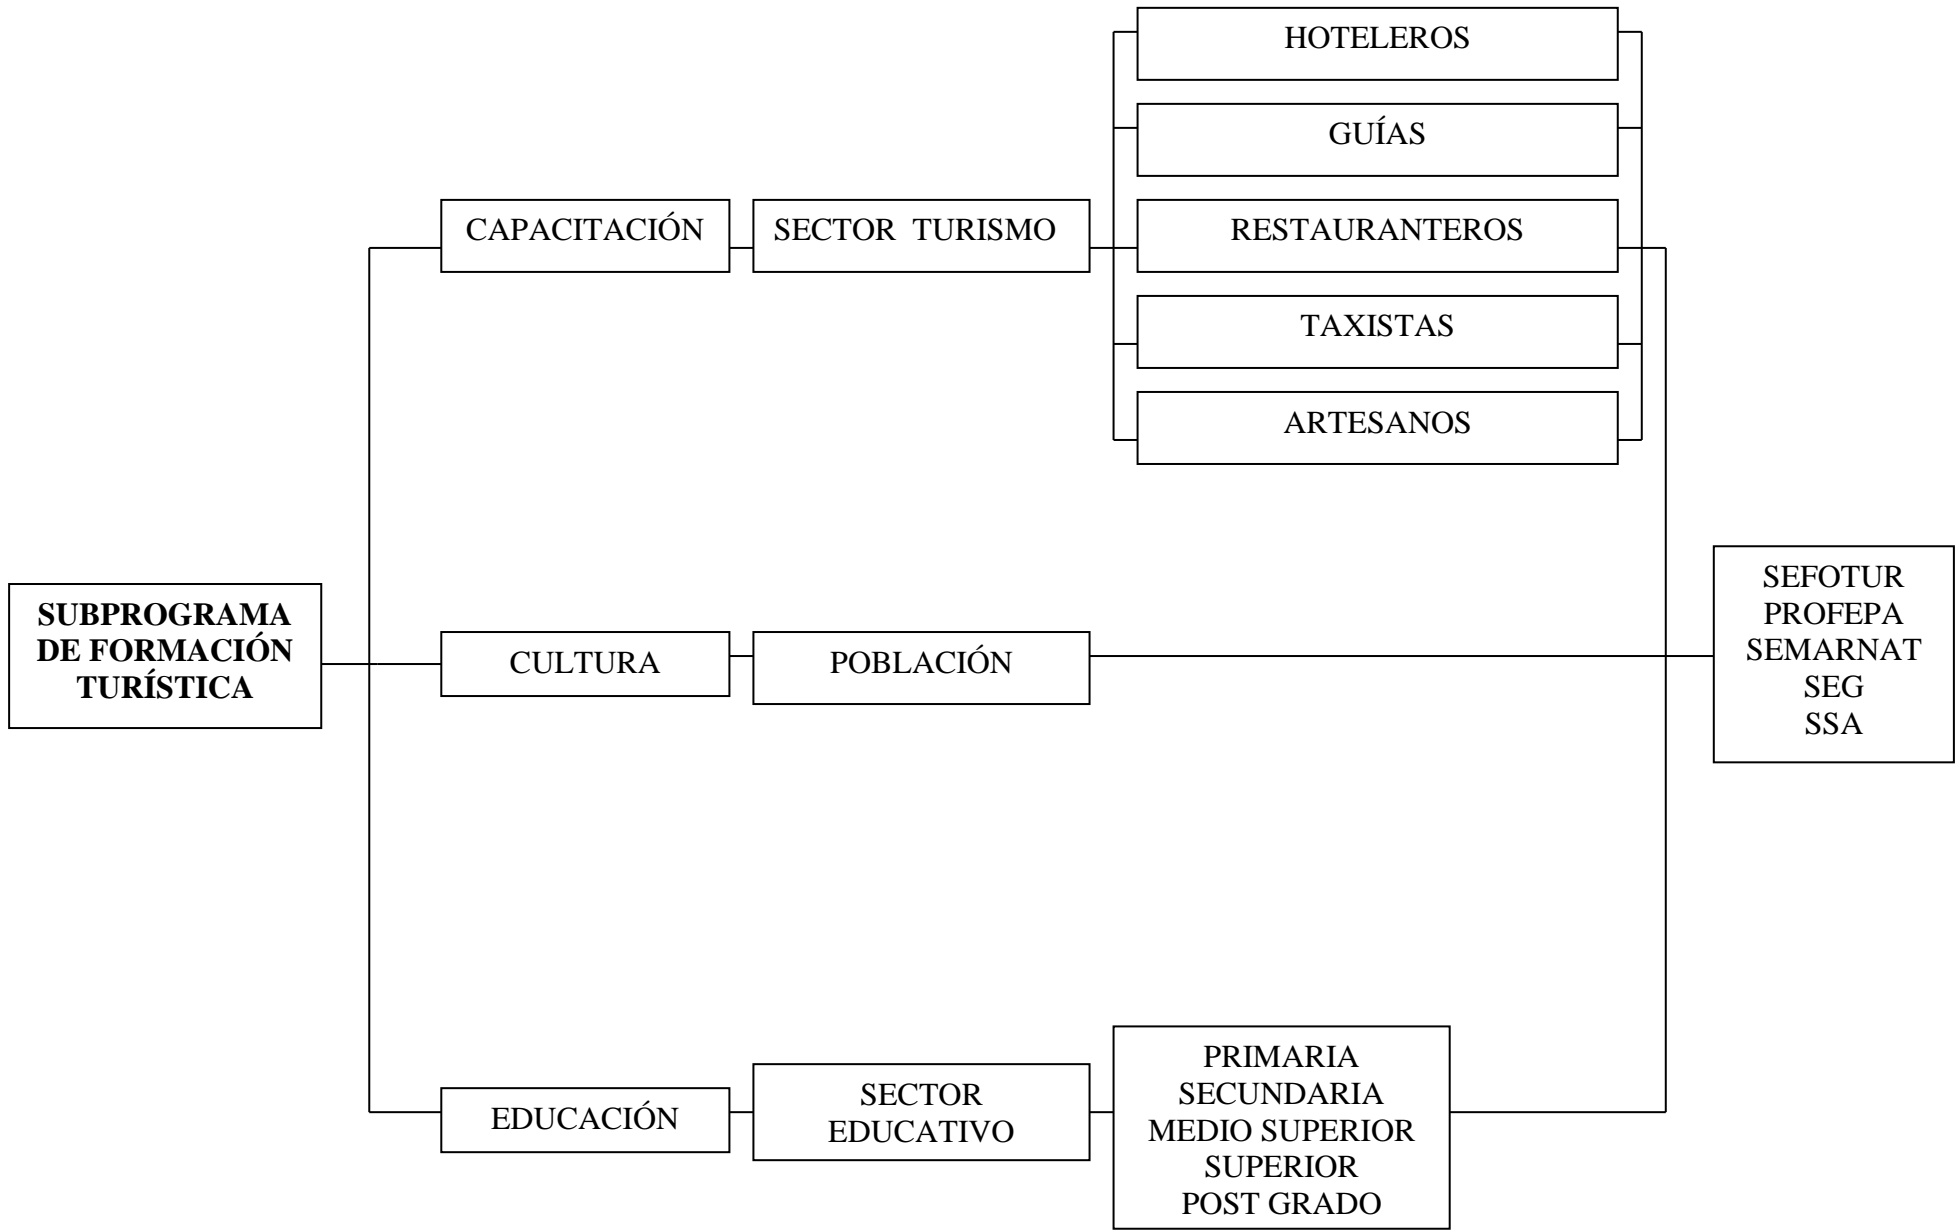 HOTELEROS
GUÍAS
CAPACITACIÓN
SECTOR TURISMO
RESTAURANTEROS
TAXISTAS
ARTESANOS
SUBPROGRAMA
DE FORMACIÓN
TURÍSTICA
CULTURA
POBLACIÓN
SEFOTUR
PROFEPA
SEMARNAT
SEG
SSA
EDUCACIÓN
SECTOR
EDUCATIVO
PRIMARIA
SECUNDARIA
MEDIO SUPERIOR
SUPERIOR
POST GRADO